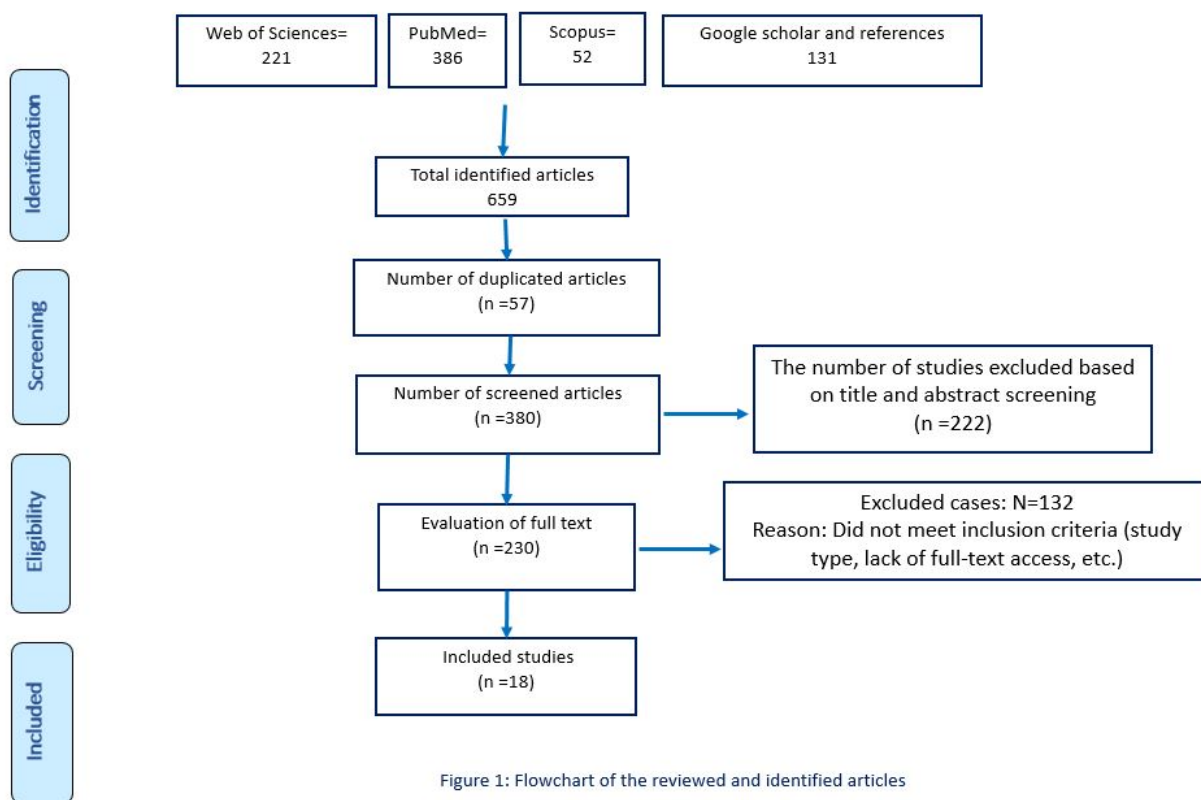 Web of Sciences=
221
PubMed=
386
Scopus=
52
Google scholar and references
131
Identification
Total identified articles
659
Screening
Number of duplicated articles
(n =57)
Number of screened articles
(n =380)
The number of studies excluded based
on title and abstract screening
(n =222)
Eligibility
Evaluation of full text
(n =230)
Excluded cases: N=132
Reason: Did not meet inclusion criteria (study
type, lack of full-text access, etc.)
Included
Included studies
(n =18)
Figure 1: Flowchart of the reviewed and identified articles